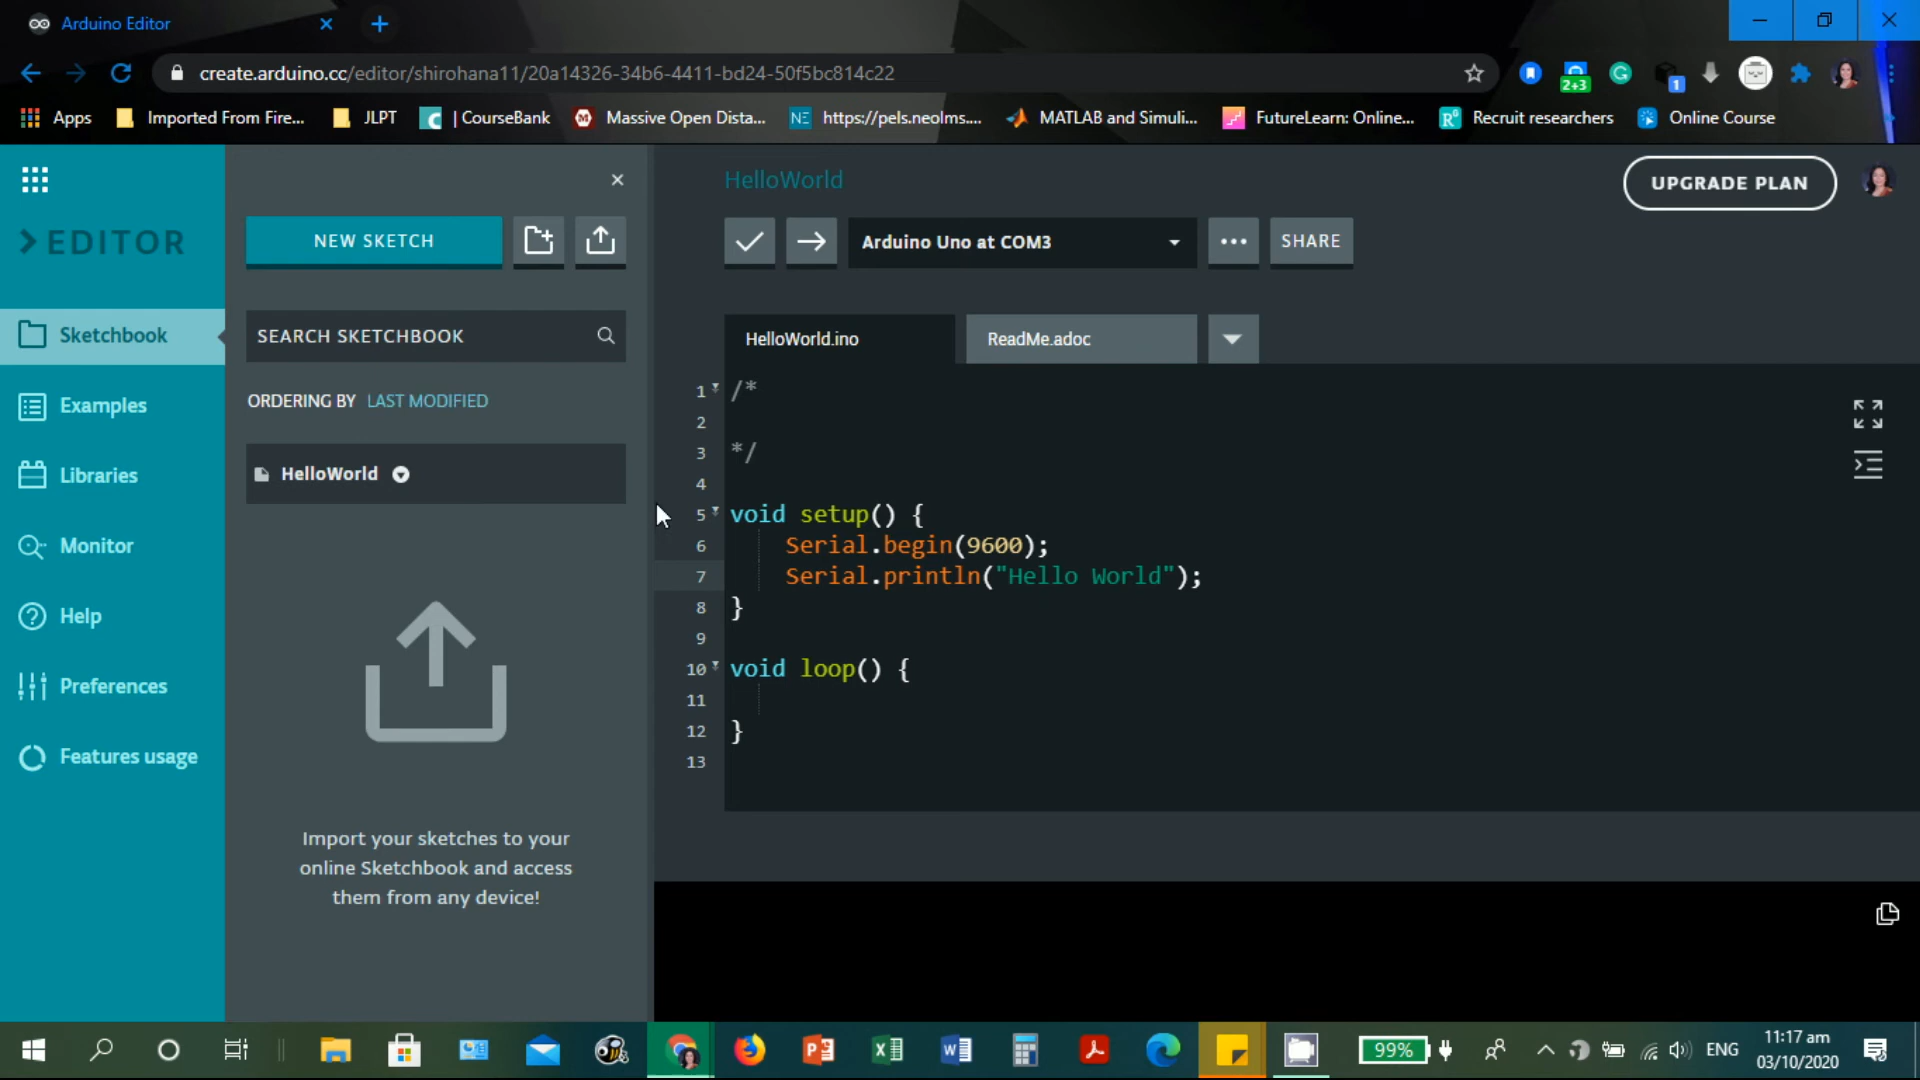 Arduino Editor
create.arduino.cc/editor/shirohana11/20a14326-34b6-4411-bd24-50f5bc814c22
2+3
1
Apps
Imported From Fire...
JLPT
| CourseBank
Massive Open Dista...
NE
https://pels.neolms....
MATLAB and Simuli...
FutureLearn: Online...
Recruit researchers
Online Course
EDITOR
Sketchbook
Examples
Libraries
Monitor
Help
Preferences
Features usage
NEW SKETCH
SEARCH SKETCHBOOK
ORDERING BY LAST MODIFIED
HelloWorld
Import your sketches to your
online Sketchbook and access
them from any device!
HelloWorld
UPGRADE PLAN
Arduino Uno at COM3
SHARE
HelloWorld.ino
ReadMe.adoc
1 /*
2
3 */
4
5 void setup() {
6 Serial.begin(9600);
7 Serial.println("Hello World");
8 }
9
10 void loop() {
11
12 }
13
99%
ENG
11:17 am
03/10/2020